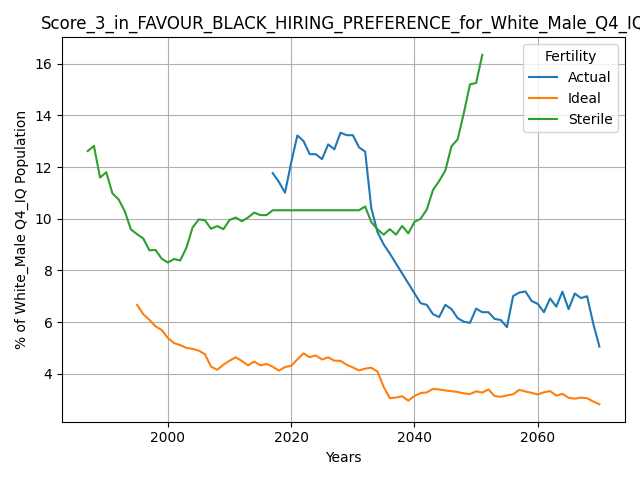 Score_3_in_FAVOUR_BLACK_HIRING_PREFERENCE_for_White_Male_Q4_IQ
Fertility
Actual
Ideal
Sterile
% of White_Male Q4_IQ Population
16
14
12
10
8
6
4
2000
2020
2040
2060
Years